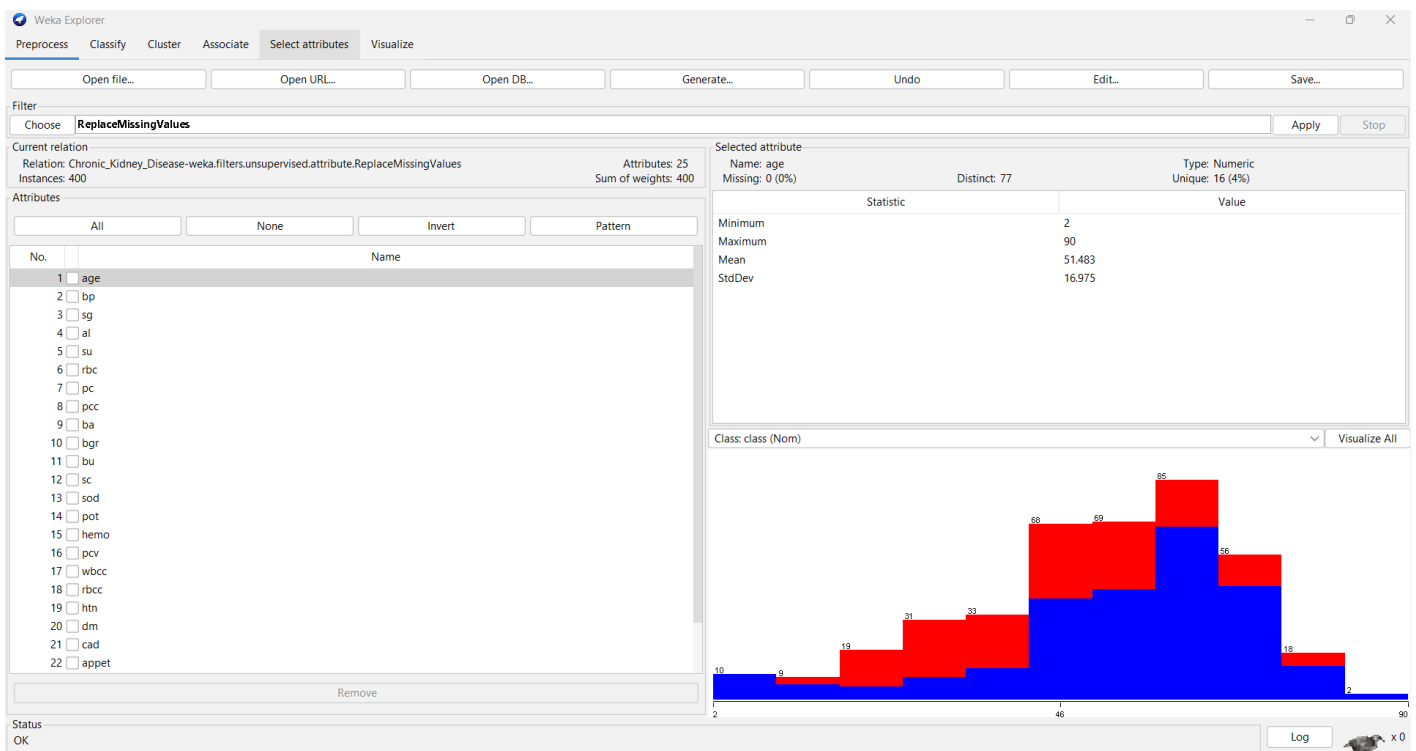 Weka Explorer
Preprocess Classify Cluster Associate Select attributes Visualize
Open file... Open URL... Open DB... Generate... Undo Edit... Save...
Filter
Choose ReplaceMissingValues Apply Stop
Current relation
Relation: Chronic_Kidney_Disease-weka.filters.unsupervised.attribute.ReplaceMissingValues Attributes: 25
Instances: 400 Sum of weights: 400
Attributes
All None Invert Pattern
No. Name
1 age
2 bp
3 sg
4 al
5 su
6 rbc
7 pc
8 pcc
9 ba
10 bgr
11 bu
12 sc
13 sod
14 pot
15 hemo
16 pcv
17 wbcc
18 rbcc
19 htn
20 dm
21 cad
22 appet
Remove
Selected attribute
Name: age Type: Numeric
Missing: 0 (0%) Distinct: 77 Unique: 16 (4%)
Statistic Value
Minimum 2
Maximum 90
Mean 51.483
StdDev 16.975
Class: class (Nom) Visualize All
10 9 19 31 33 68 69 85 56 18 2
2 46 90
Status
OK
Log x 0